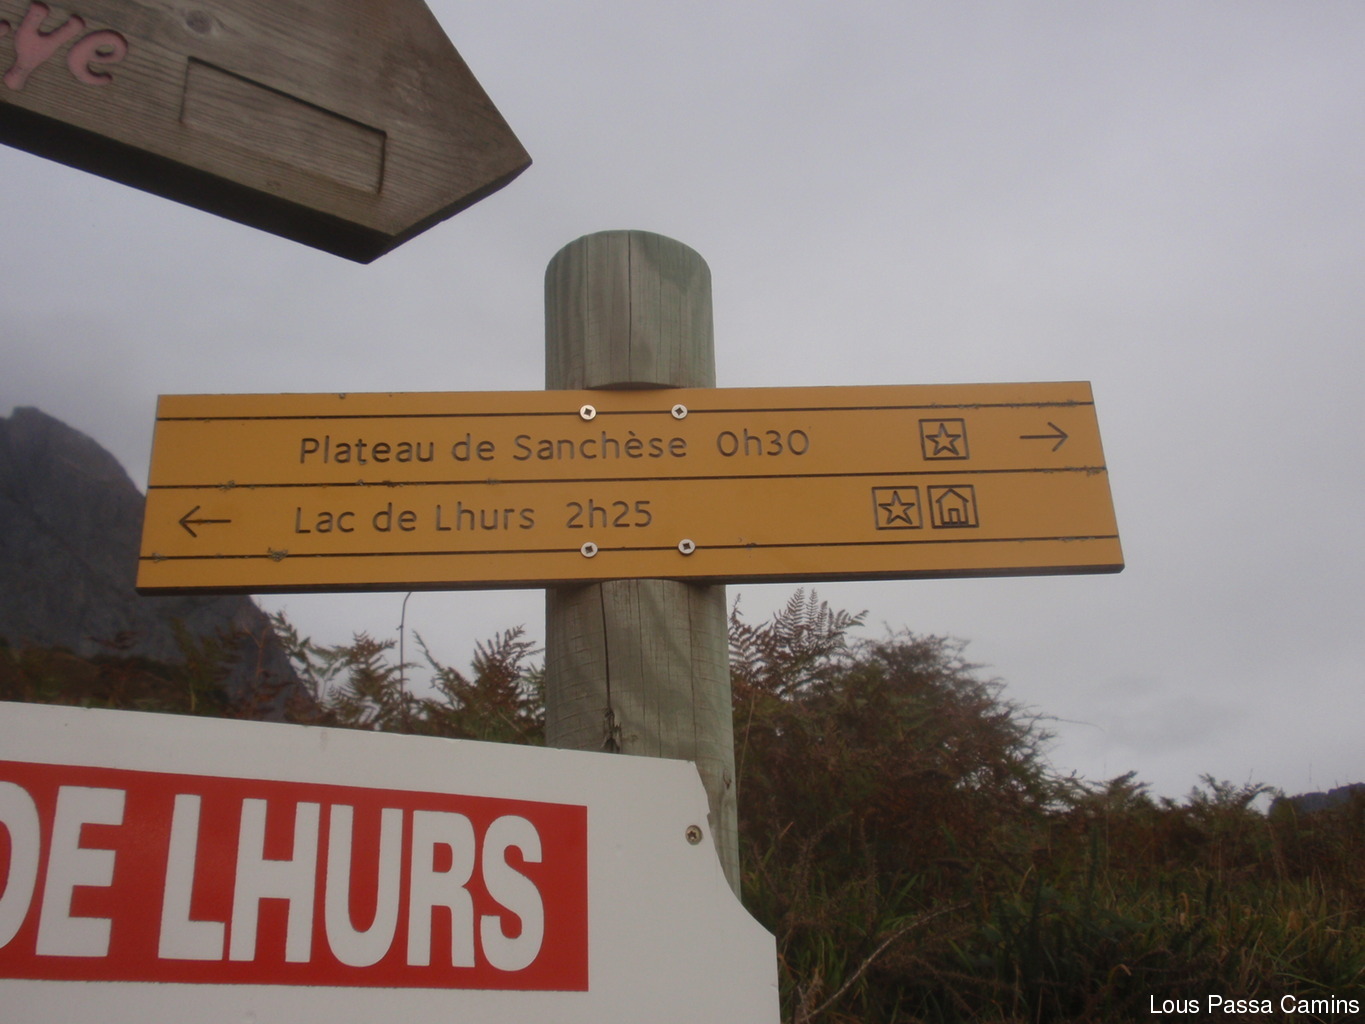 Plateau de Sanchèse 0h30
Lac de Lhurs 2h25
DE LHURS
Lous Passa Camins